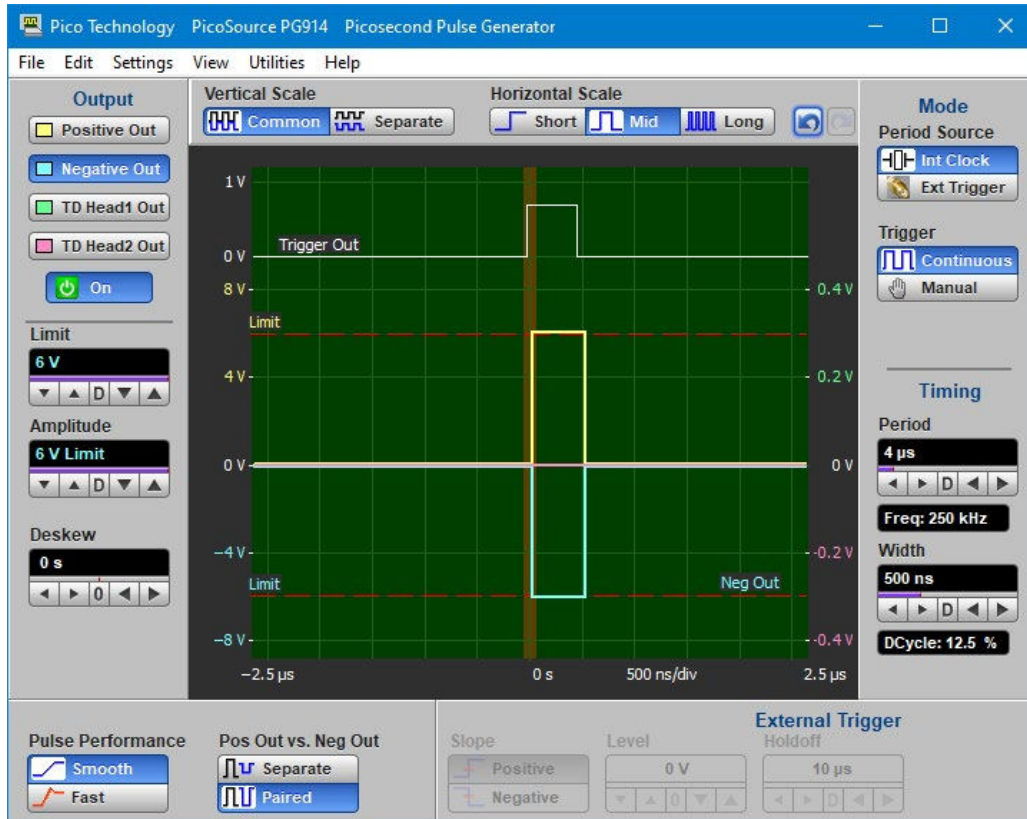 Pico Technology PicoSource PG914 Picosecond Pulse Generator
File Edit Settings View Utilities Help
Output
Positive Out
Negative Out
TD Head1 Out
TD Head2 Out
On
Limit
6 V
D
Amplitude
6 V Limit
D
Deskew
0 s
0
Vertical Scale
Common Separate
Horizontal Scale
Short Mid Long
1 V
Trigger Out
0 V
8 V
0.4 V
Limit
4 V
0.2 V
0 V
0 V
−4 V
-0.2 V
Limit
Neg Out
−8 V
-0.4 V
−2.5 µs
0 s
500 ns/div
2.5 µs
Mode
Period Source
Int Clock
Ext Trigger
Trigger
Continuous
Manual
Timing
Period
4 µs
D
Freq: 250 kHz
Width
500 ns
D
DCycle: 12.5 %
Pulse Performance
Smooth
Fast
Pos Out vs. Neg Out
Separate
Paired
External Trigger
Slope
Positive
Negative
Level
0 V
0
Holdoff
10 µs
D